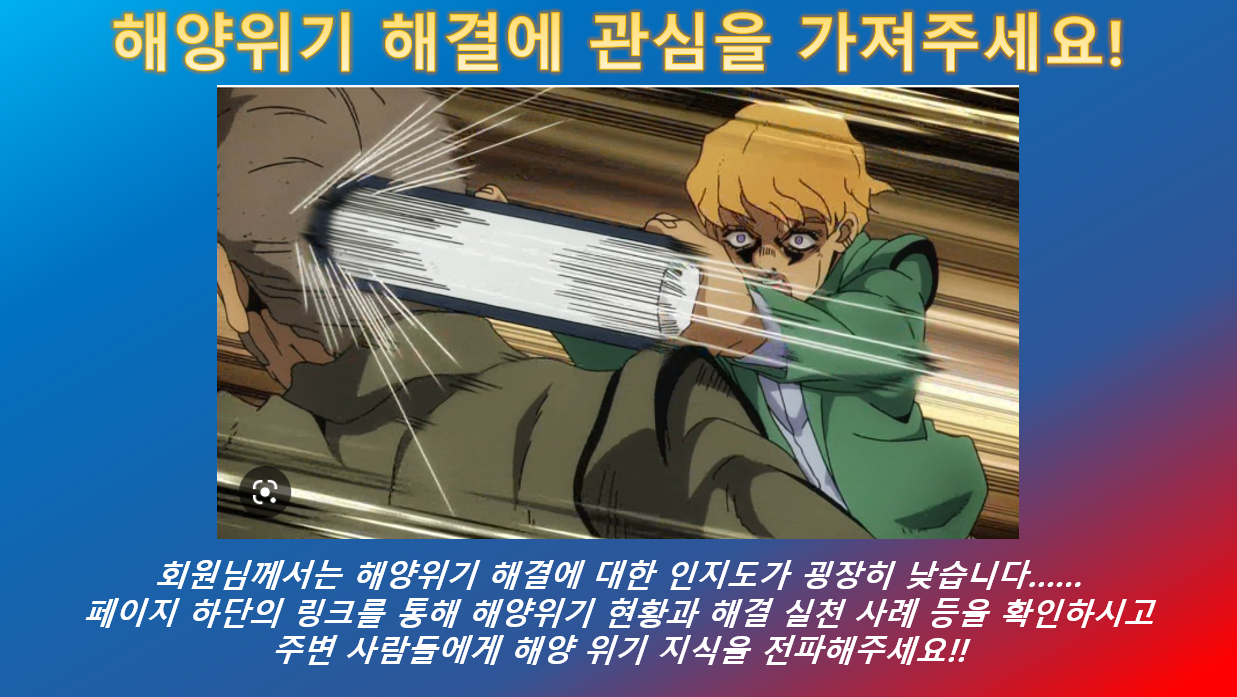 해양위기 해결에 관심을 가져주세요!
회원님께서는 해양위기 해결에 대한 인지도가 굉장히 낮습니다......
페이지 하단의 링크를 통해 해양위기 현황과 해결 실천 사례 등을 확인하시고
주변 사람들에게 해양 위기 지식을 전파해주세요!!